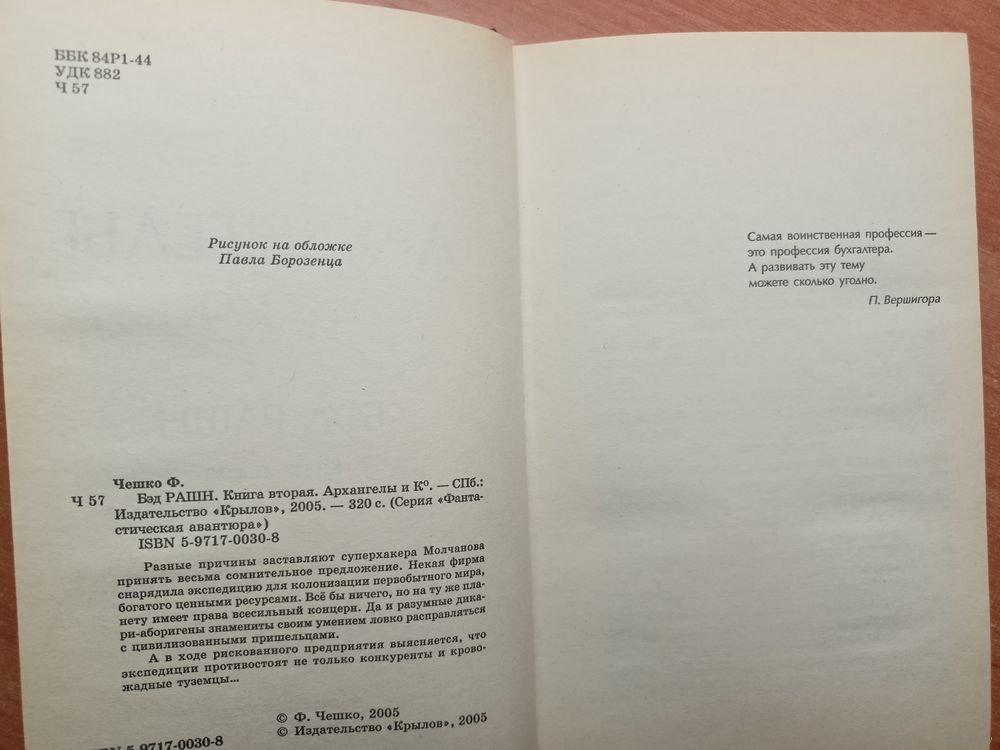 ББК 84Р1-44
УДК 882
Ч 57
Рисунок на обложке
Павла Борозенца
Чешко Ф.
Ч 57 Бэд РАШН. Книга вторая. Архангелы и К⁰. — СПб.:
Издательство «Крылов», 2005. — 320 с. (Серия «Фанта-
стическая авантюра»)
ISBN 5-9717-0030-8
Разные причины заставляют суперхакера Молчанова
принять весьма сомнительное предложение. Некая фирма
снарядила экспедицию для колонизации первобытного мира,
богатого ценными ресурсами. Всё бы ничего, но на ту же пла-
нету имеет права всесильный концерн. Да и разумные дика-
ри-аборигены знамениты своим умением ловко расправляться
с цивилизованными пришельцами.
А в ходе рискованного предприятия выясняется, что
экспедиции противостоят не только конкуренты и крово-
жадные туземцы...
© Ф. Чешко, 2005
© Издательство «Крылов», 2005
5-9717-0030-8
Самая воинственная профессия —
это профессия бухгалтера.
А развивать эту тему
можете сколько угодно.
П. Вершигора